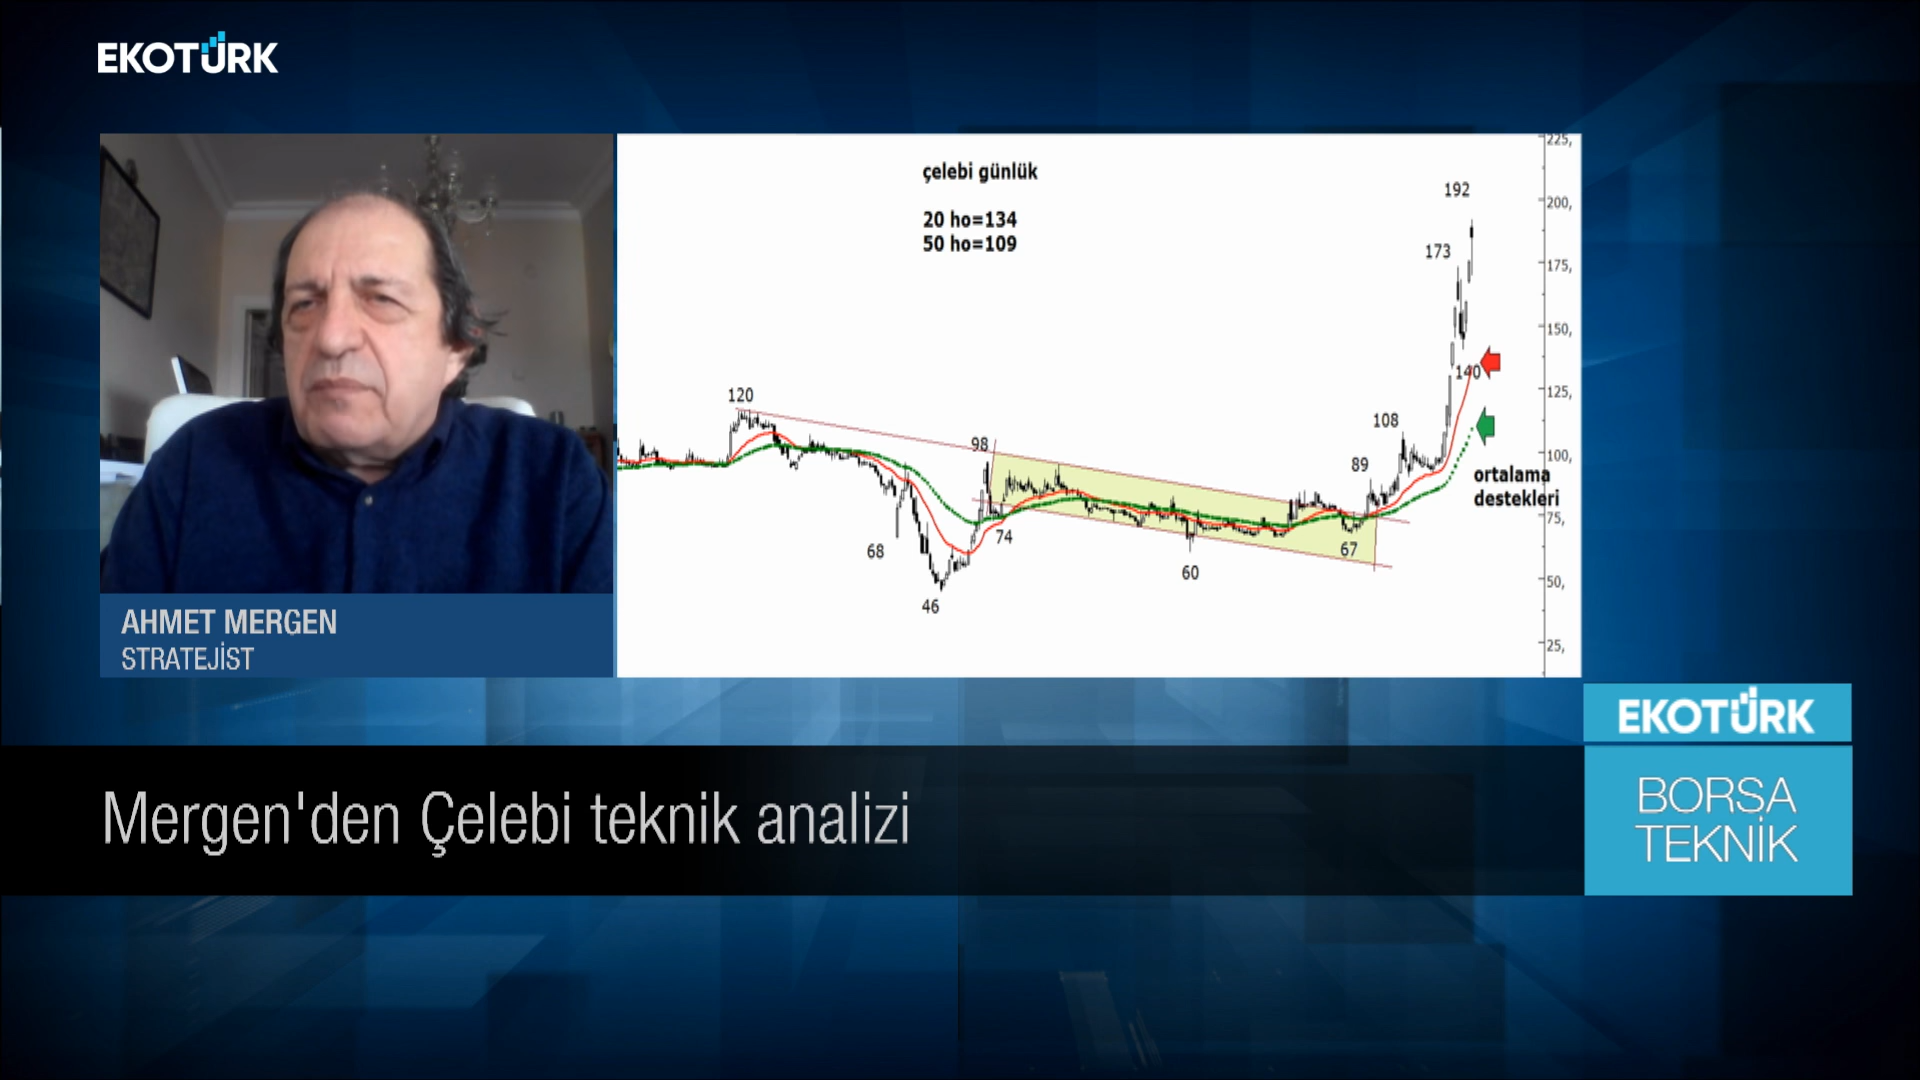 EKOTÜRK
çelebi günlük
20 ho=134
50 ho=109
225,
200,
175,
150,
125,
100,
75,
50,
25,
192
173
140
120
108
98
89
74
68
67
60
46
ortalama
destekleri
AHMET MERGEN
STRATEJİST
EKOTÜRK
BORSA
TEKNİK
Mergen'den Çelebi teknik analizi